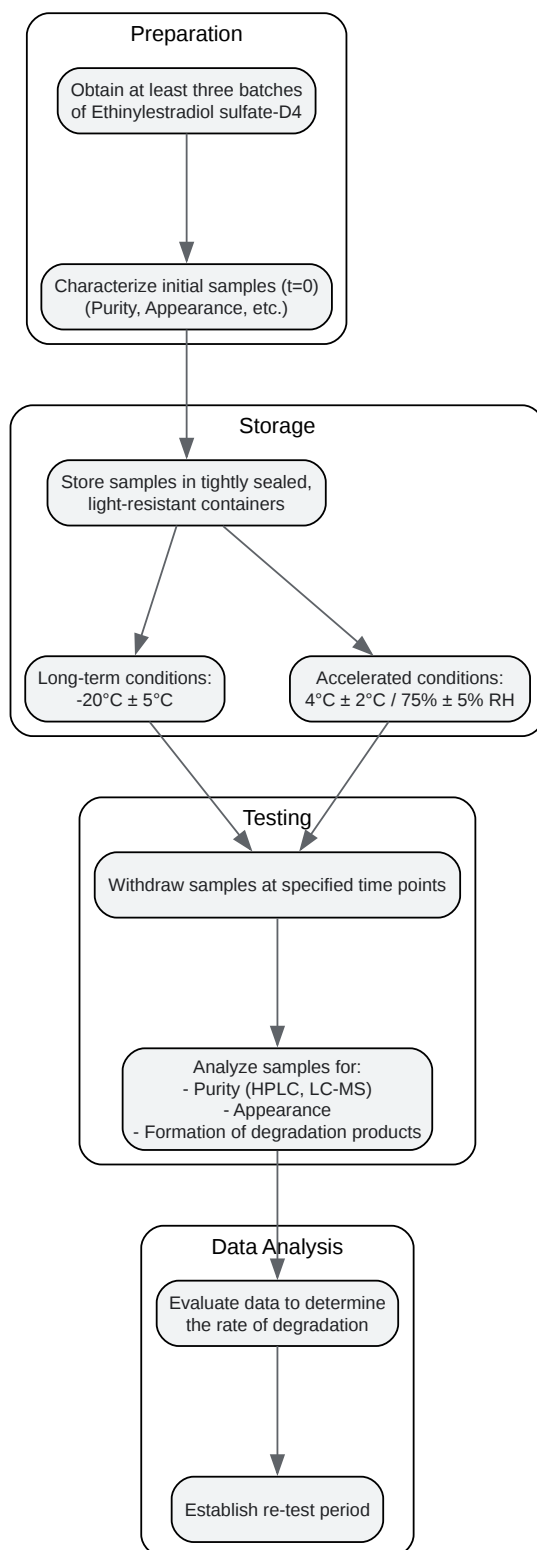 Preparation
Obtain at least three batches
of Ethinylestradiol sulfate-D4
Characterize initial samples (t=0)
(Purity, Appearance, etc.)
Storage
Store samples in tightly sealed,
light-resistant containers
Long-term conditions:
-20°C ± 5°C
Accelerated conditions:
4°C ± 2°C / 75% ± 5% RH
Testing
Withdraw samples at specified time points
Analyze samples for:
- Purity (HPLC, LC-MS)
- Appearance
- Formation of degradation products
Data Analysis
Evaluate data to determine
the rate of degradation
Establish re-test period